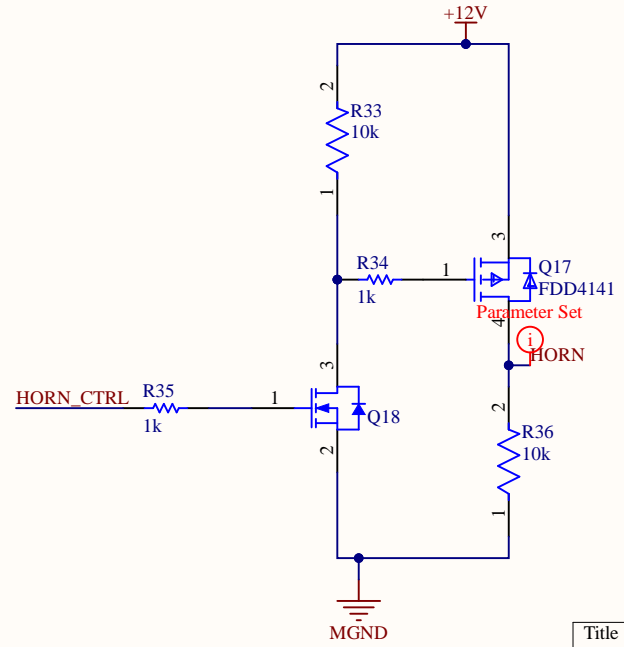 +12V
2
R33
10k
1
3
R34
1
Q17
1k
FDD4141
Parameter Set
4
i
HORN
3
HORN_CTRL
R35
1
2
1k
Q18
R36
2
10k
1
MGND
Title